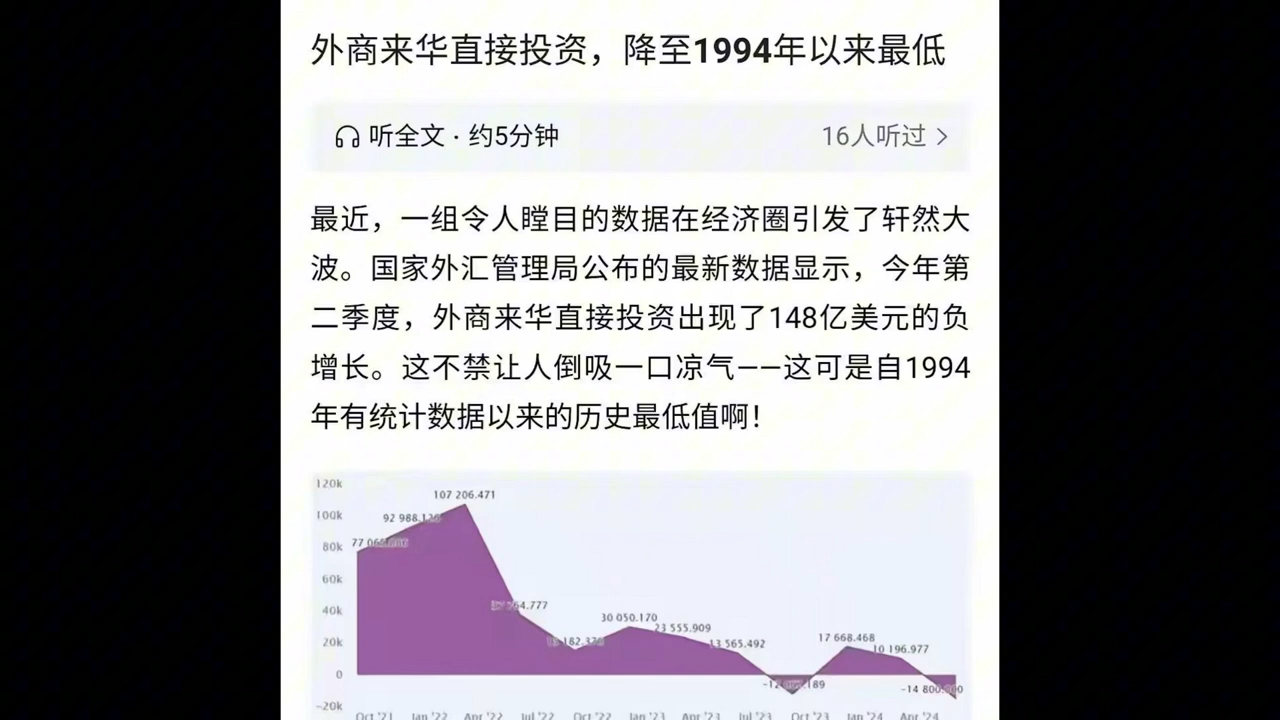 外商来华直接投资，降至1994年以来最低
听全文·约5分钟
16人听过
最近，一组令人瞠目的数据在经济圈引发了轩然大
波。国家外汇管理局公布的最新数据显示，今年第
二季度，外商来华直接投资出现了148亿美元的负
增长。这不禁让人倒吸一口凉气——这可是自1994
年有统计数据以来的历史最低值啊！
120k
107 206.471
100k
92 988.1
80k
60k
40k
30 050.170
23 555.909
20k
13 565.492
17 668.468
10 196.977
0
-14 800.000
-20k
Oct '21
Jan '22
Apr '22
Jul '22
Oct '22
Jan '23
Apr '23
Jul '23
Oct '23
Jan '24
Apr '24